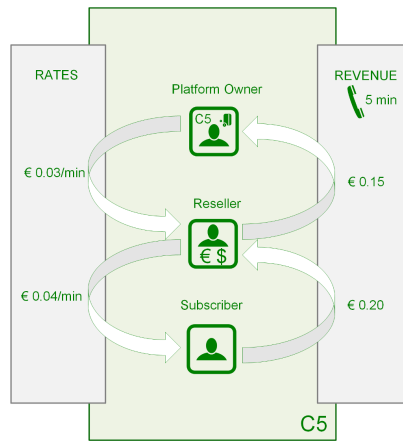 RATES
REVENUE
5 min
Platform Owner
C5
€ 0.03/min
€ 0.15
Reseller
€ $
€ 0.04/min
€ 0.20
Subscriber
C5